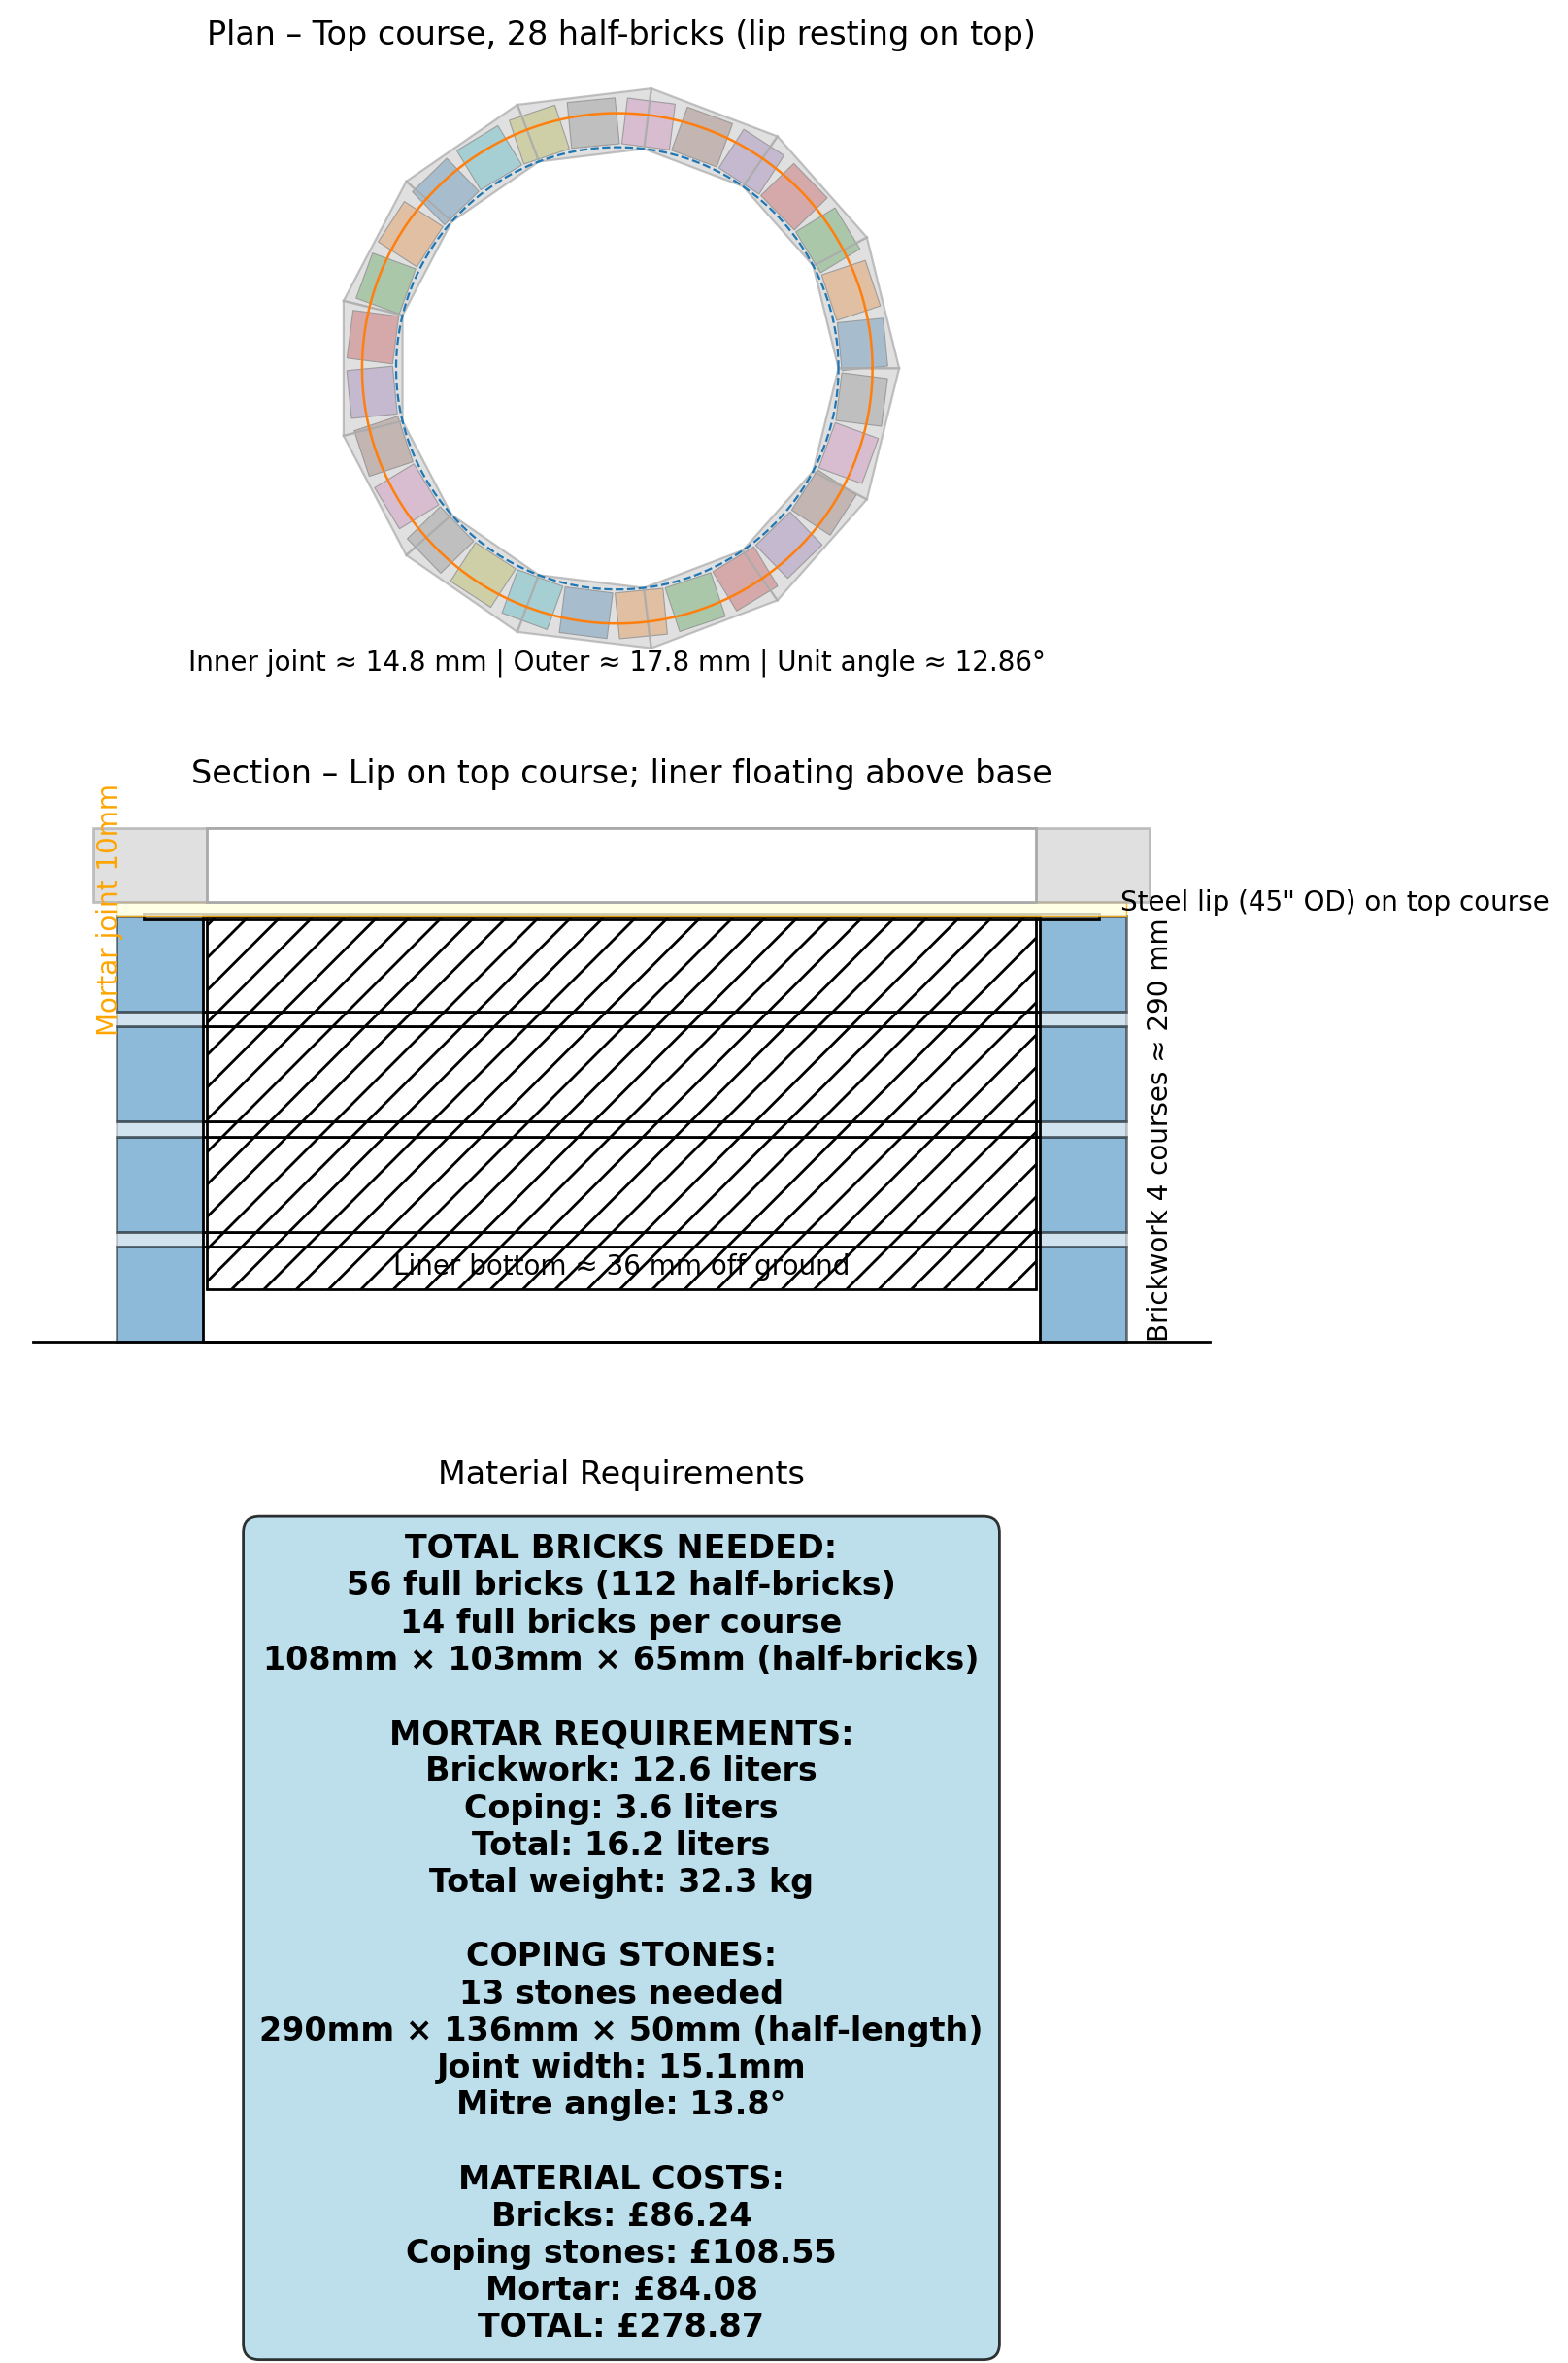 Plan – Top course, 28 half-bricks (lip resting on top)
Inner joint ≈ 14.8 mm | Outer ≈ 17.8 mm | Unit angle ≈ 12.86°
Section – Lip on top course; liner floating above base
Mortar joint 10mm
Steel lip (45" OD) on top course
Brickwork 4 courses ≈ 290 mm
Liner bottom ≈ 36 mm off ground
Material Requirements
TOTAL BRICKS NEEDED:
56 full bricks (112 half-bricks)
14 full bricks per course
108mm × 103mm × 65mm (half-bricks)
MORTAR REQUIREMENTS:
Brickwork: 12.6 liters
Coping: 3.6 liters
Total: 16.2 liters
Total weight: 32.3 kg
COPING STONES:
13 stones needed
290mm × 136mm × 50mm (half-length)
Joint width: 15.1mm
Mitre angle: 13.8°
MATERIAL COSTS:
Bricks: £86.24
Coping stones: £108.55
Mortar: £84.08
TOTAL: £278.87